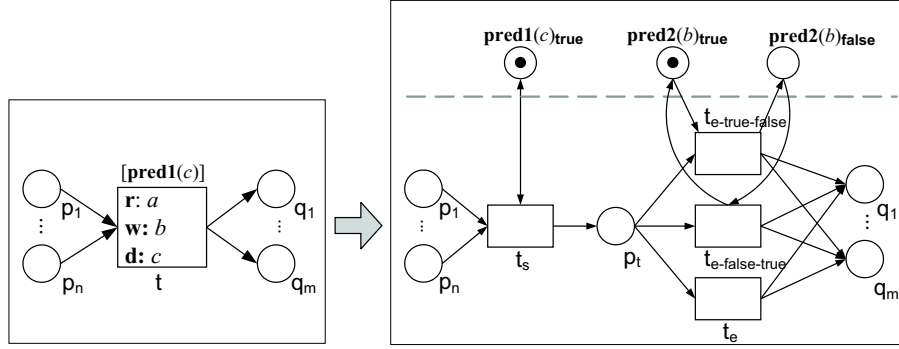 pred1(c)true
pred2(b)true
pred2(b)false
[pred1(c)]
r: a
w: b
d: c
t
p1
...
pn
q1
...
qm
p1
...
pn
ts
pt
te-true-false
te-false-true
te
q1
...
qm